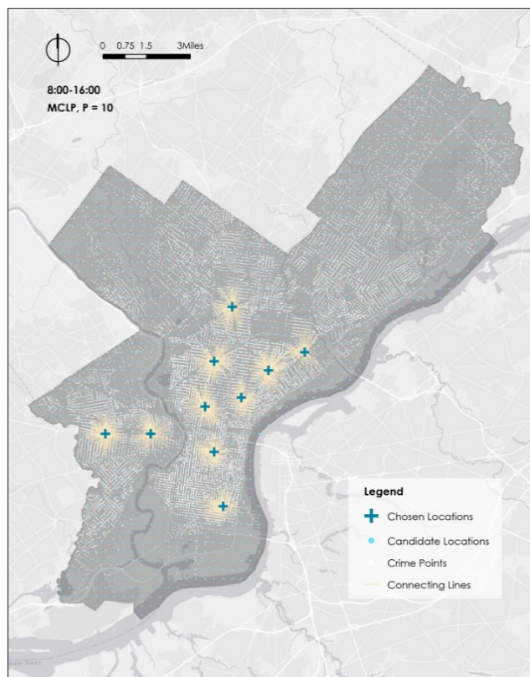 0 0.75 1.5 3Miles
8:00-16:00
MCLP, P = 10
Legend
Chosen Locations
Candidate Locations
Crime Points
Connecting Lines